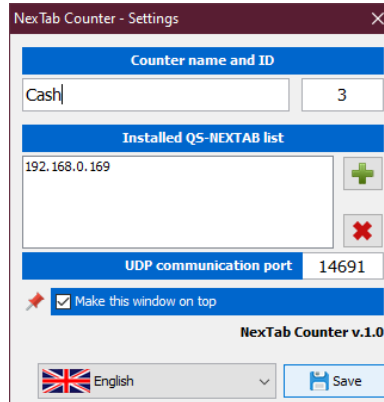 NexTab Counter - Settings
Counter name and ID
Cash 3
Installed QS-NEXTAB list
192.168.0.169
UDP communication port 14691
Make this window on top
NexTab Counter v.1.0
English Save